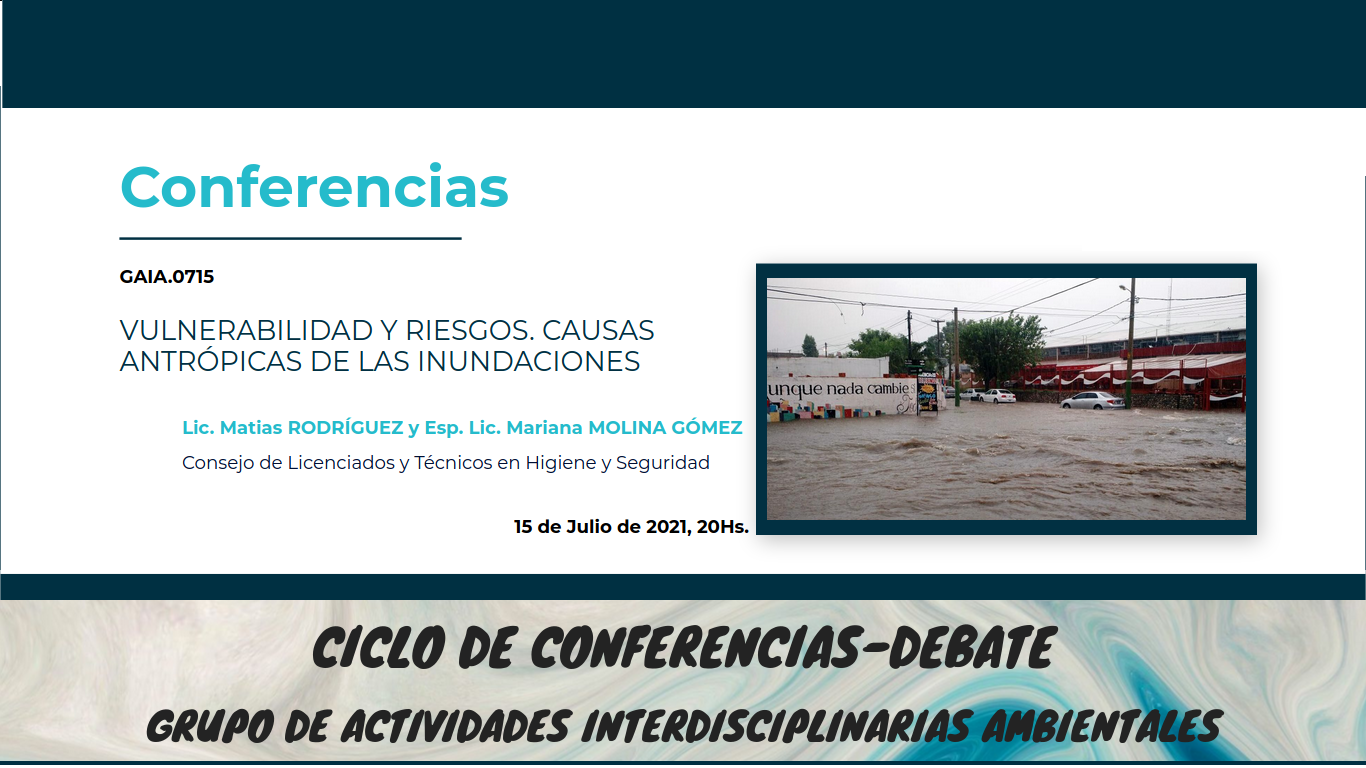 Conferencias
GAIA.0715
VULNERABILIDAD Y RIESGOS. CAUSAS
ANTRÓPICAS DE LAS INUNDACIONES
Lic. Matias RODRÍGUEZ y Esp. Lic. Mariana MOLINA GÓMEZ
Consejo de Licenciados y Técnicos en Higiene y Seguridad
15 de Julio de 2021, 20Hs.
unque nada cambie
CICLO DE CONFERENCIAS-DEBATE
GRUPO DE ACTIVIDADES INTERDISCIPLINARIAS AMBIENTALES